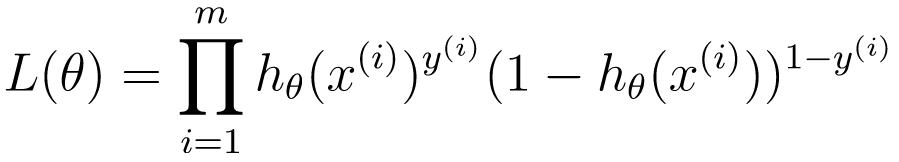 L(θ) = ∏_{i=1}^{m} h_θ(x^{(i)})^{y^{(i)}} (1 − h_θ(x^{(i)}))^{1−y^{(i)}}